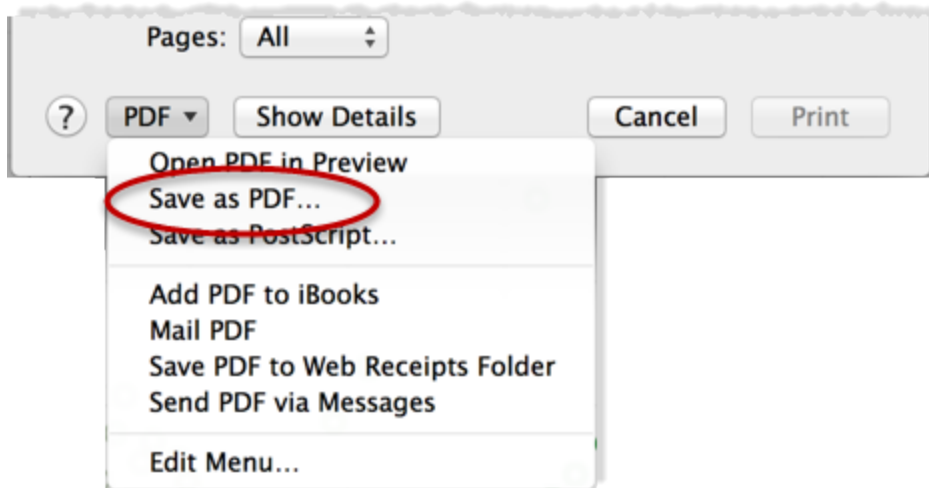 Pages: All
? PDF Show Details Cancel Print
Open PDF in Preview
Save as PDF...
Save as PostScript...
Add PDF to iBooks
Mail PDF
Save PDF to Web Receipts Folder
Send PDF via Messages
Edit Menu...